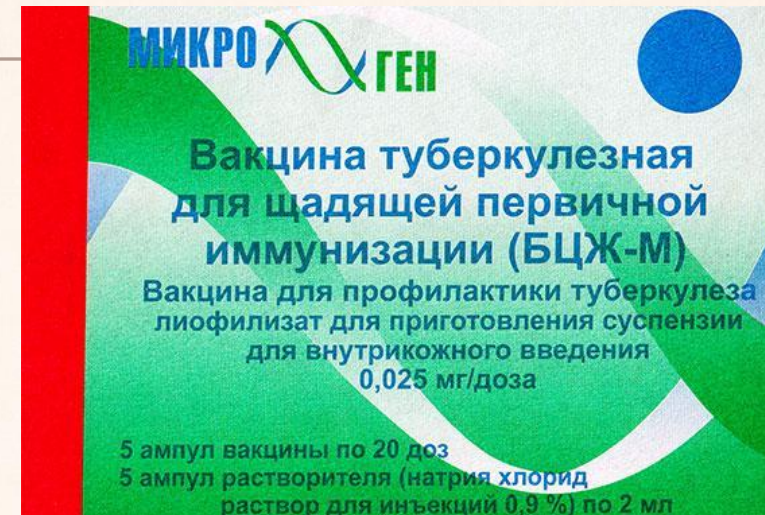 МИКРО ГЕН
Вакцина туберкулезная
для щадящей первичной
иммунизации (БЦЖ-М)
Вакцина для профилактики туберкулеза
лиофилизат для приготовления суспензии
для внутрикожного введения
0,025 мг/доза
5 ампул вакцины по 20 доз
5 ампул растворителя (натрия хлорид
раствор для инъекций 0,9 %) по 2 мл